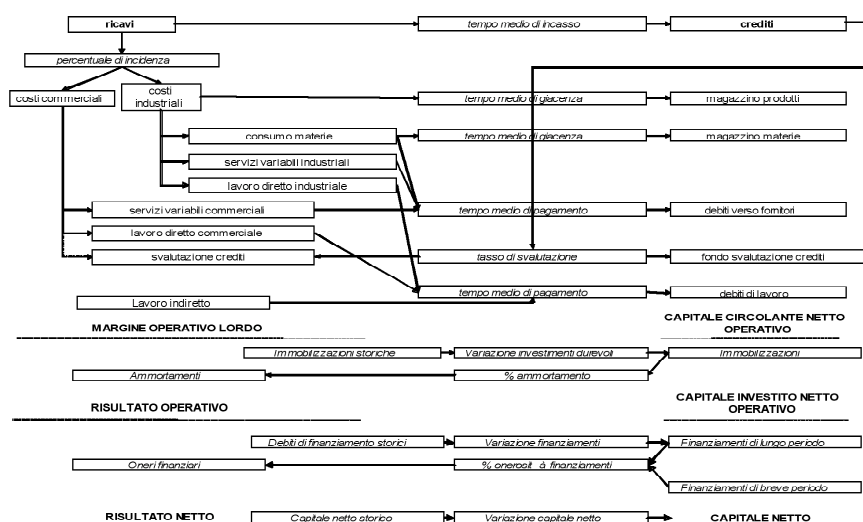 ricavi
tempo medio di incasso
crediti
percentuale di incidenza
costi commerciali
costi
industriali
tempo medio di giacenza
magazzino prodotti
consumo materie
tempo medio di giacenza
magazzino materie
servizi variabili industriali
lavoro diretto industriale
servizi variabili commerciali
tempo medio di pagamento
debiti verso fornitori
lavoro diretto commerciale
svalutazione crediti
tasso di svalutazione
fondo svalutazione crediti
tempo medio di pagamento
debiti di lavoro
Lavoro indiretto
MARGINE OPERATIVO LORDO
CAPITALE CIRCOLANTE NETTO
OPERATIVO
Immobilizzazioni storiche
Variazione investimenti durevoli
Immobilizzazioni
Ammortamenti
% ammortamento
RISULTATO OPERATIVO
CAPITALE INVESTITO NETTO
OPERATIVO
Debiti di finanziamento storici
Variazione finanziamenti
Finanziamenti di lungo periodo
Oneri finanziari
% onerosit à finanziamenti
Finanziamenti di breve periodo
RISULTATO NETTO
Capitale netto storico
Variazione capitale netto
CAPITALE NETTO